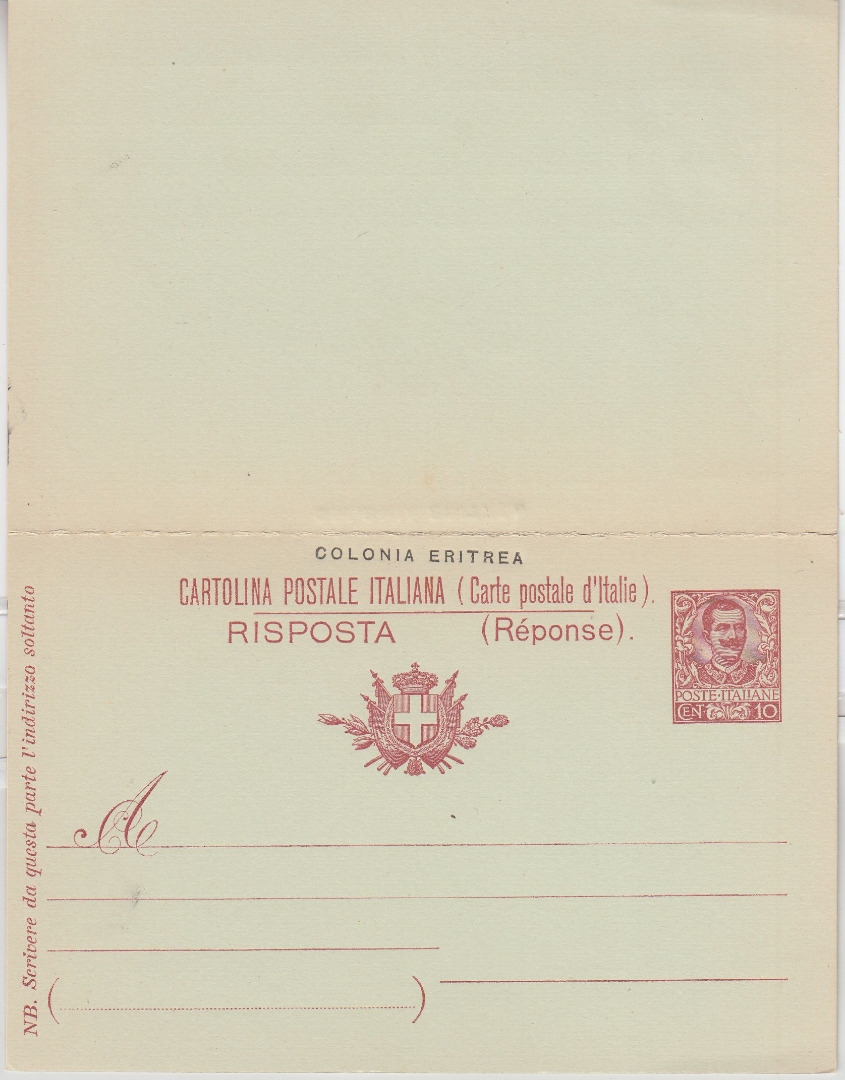 COLONIA ERITREA
CARTOLINA POSTALE ITALIANA (Carte postale d'Italie).
RISPOSTA (Réponse).
POSTE·ITALIANE
CEN· 10
A
( )
NB. Scrivere da questa parte l'indirizzo soltanto